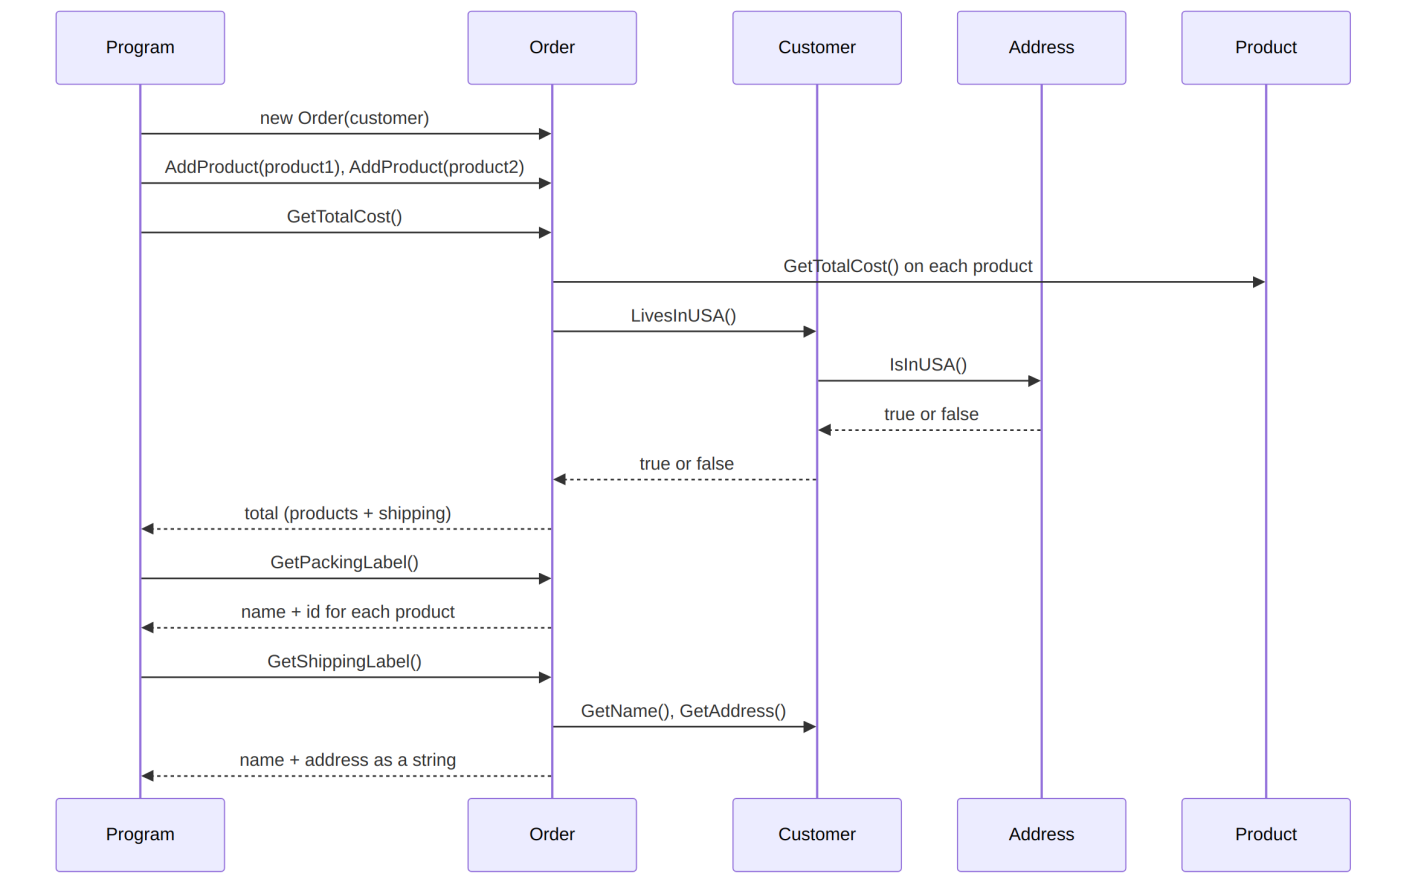 Program
Order
Customer
Address
Product
new Order(customer)
AddProduct(product1), AddProduct(product2)
GetTotalCost()
GetTotalCost() on each product
LivesInUSA()
IsInUSA()
true or false
true or false
total (products + shipping)
GetPackingLabel()
name + id for each product
GetShippingLabel()
GetName(), GetAddress()
name + address as a string
Program
Order
Customer
Address
Product